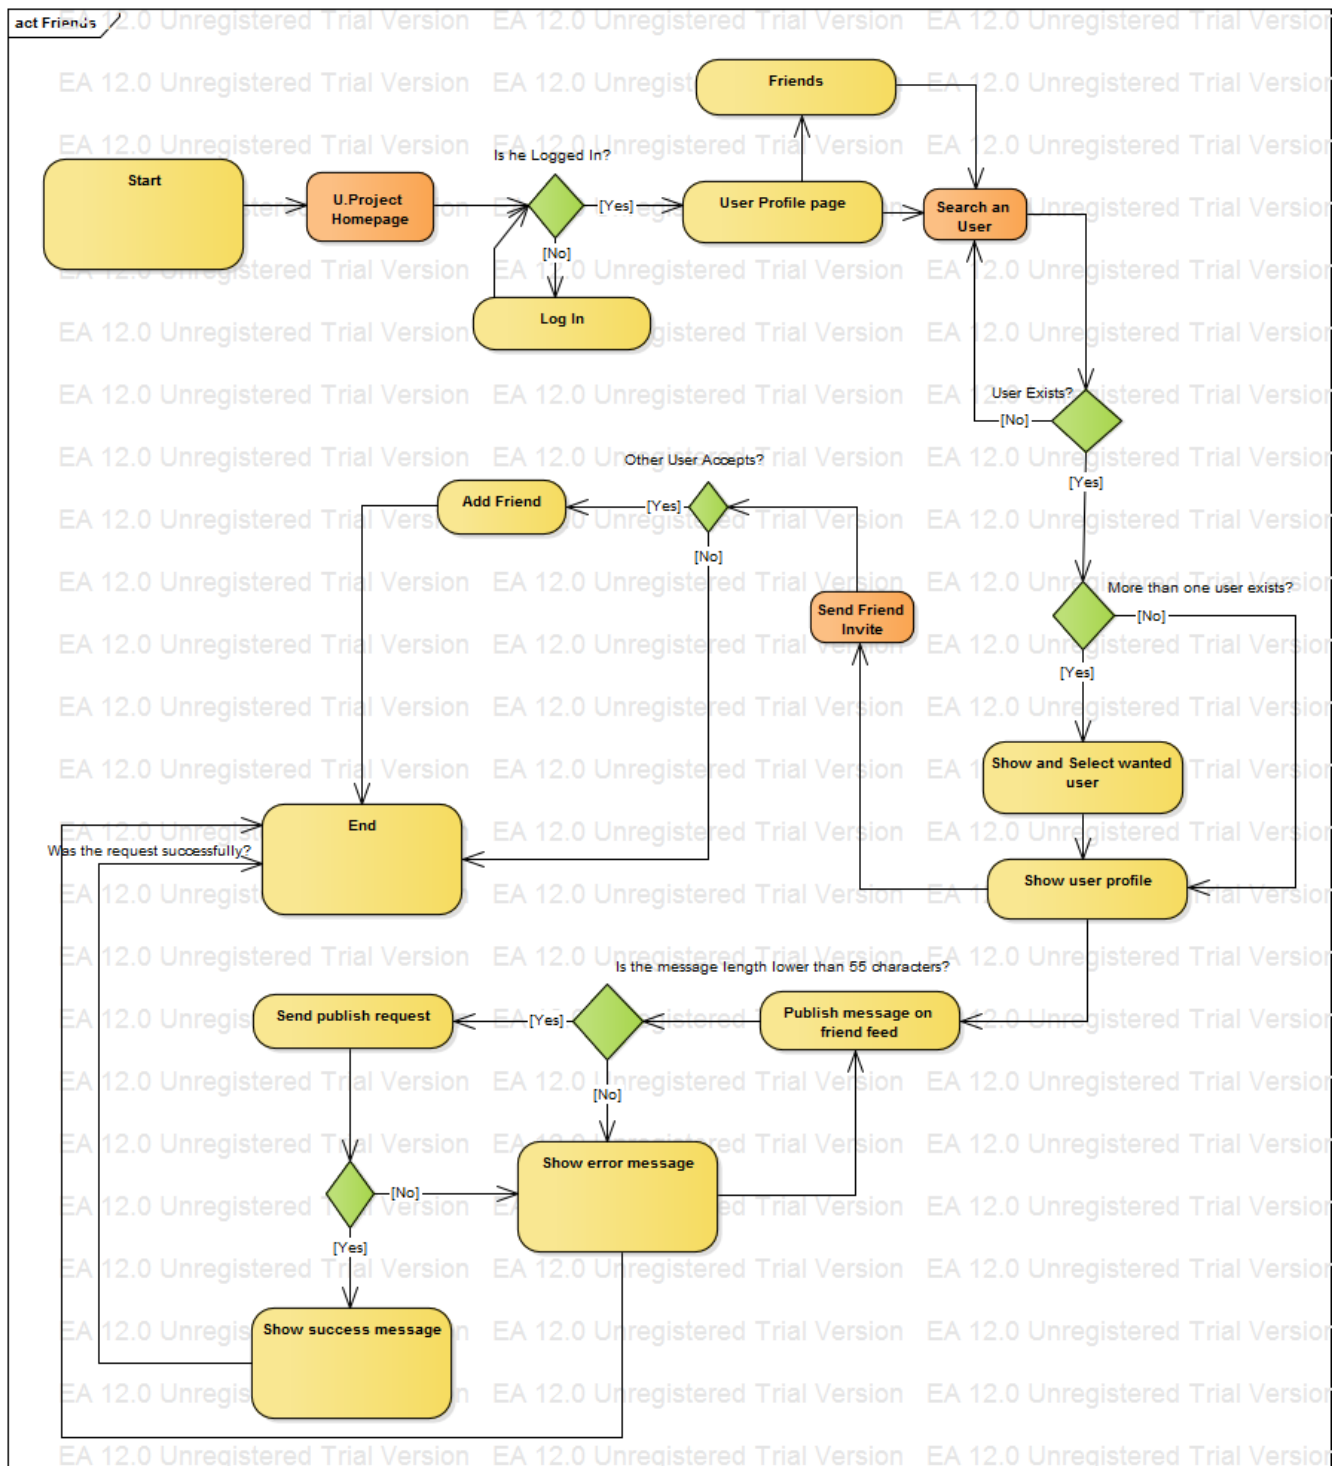 act Friends
Friends
Is he Logged In?
Start
U.Project
Homepage
[Yes]
User Profile page
Search an
User
[No]
Log In
User Exists?
[No]
[Yes]
Other User Accepts?
Add Friend
[Yes]
[No]
Send Friend
Invite
More than one user exists?
[No]
[Yes]
Show and Select wanted
user
End
Was the request successfully?
Show user profile
Is the message length lower than 55 characters?
Send publish request
[Yes]
Publish message on
friend feed
[No]
Show error message
[No]
[Yes]
Show success message
EA 12.0 Unregistered Trial Version